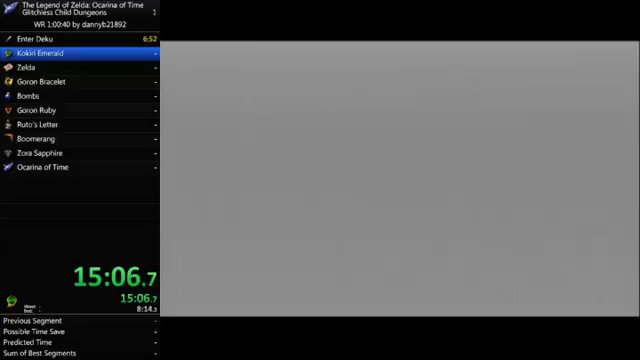 The Legend of Zelda: Ocarina of Time
Glitchless Child Dungeons 1
WR 1:00:40 by dannyb21892
Enter Deku 6:52
Kokiri Emerald -
Zelda -
Goron Bracelet -
Bombs -
Goron Ruby -
Ruto's Letter -
Boomerang -
Zora Sapphire -
Ocarina of Time -
15:06.7
15:06.7
8:14.2
Previous Segment -
Possible Time Save -
Predicted Time -
Sum of Best Segments -